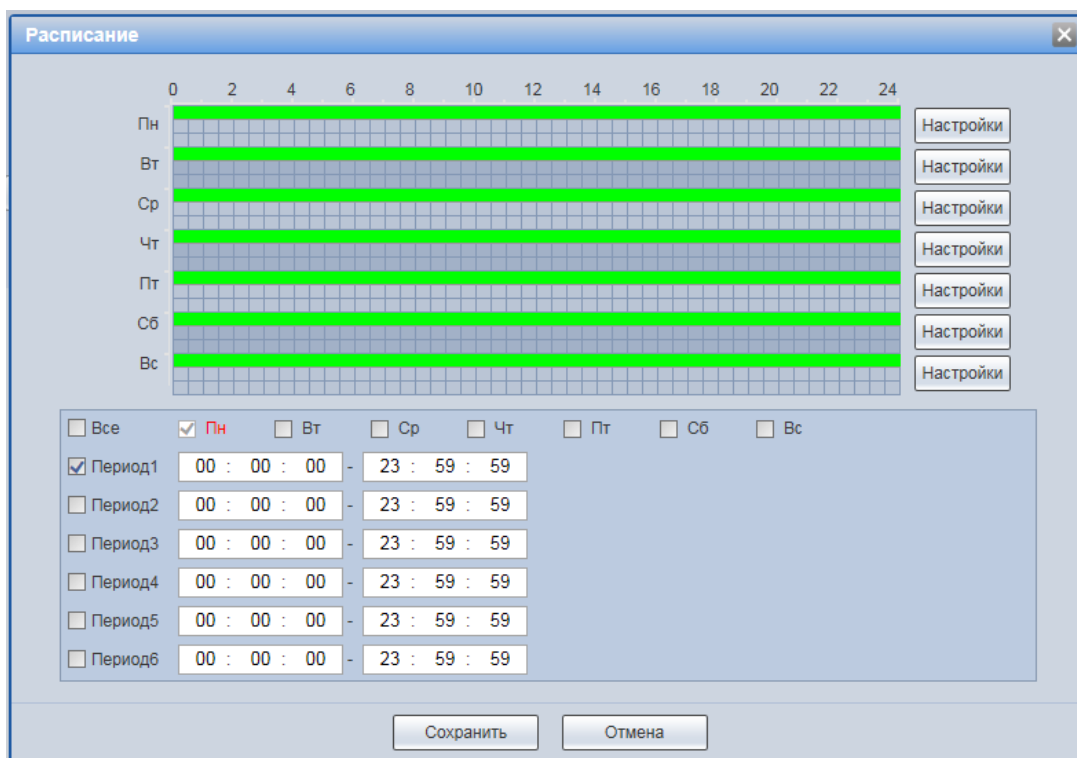 Расписание
0 2 4 6 8 10 12 14 16 18 20 22 24
Пн Настройки
Вт Настройки
Ср Настройки
Чт Настройки
Пт Настройки
Сб Настройки
Вс Настройки
Все Пн Вт Ср Чт Пт Сб Вс
Период1 00 : 00 : 00 - 23 : 59 : 59
Период2 00 : 00 : 00 - 23 : 59 : 59
Период3 00 : 00 : 00 - 23 : 59 : 59
Период4 00 : 00 : 00 - 23 : 59 : 59
Период5 00 : 00 : 00 - 23 : 59 : 59
Период6 00 : 00 : 00 - 23 : 59 : 59
Сохранить Отмена